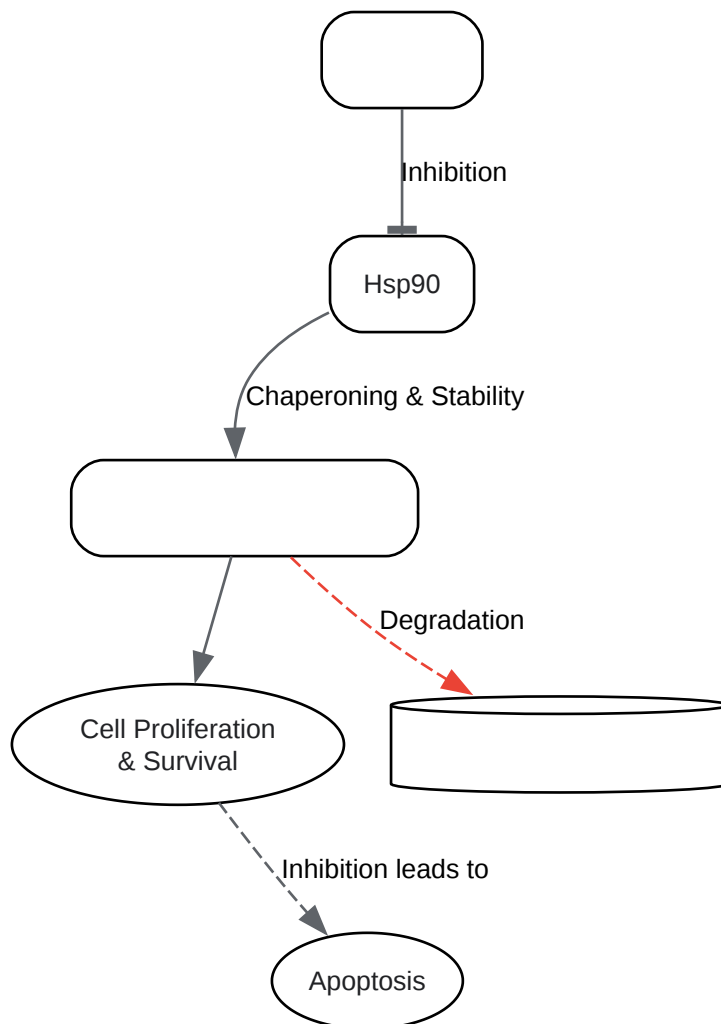 Inhibition
Hsp90
Chaperoning & Stability
Degradation
Cell Proliferation
& Survival
Inhibition leads to
Apoptosis